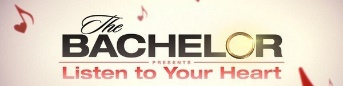 The
BACHELOR
PRESENTS
Listen to Your Heart